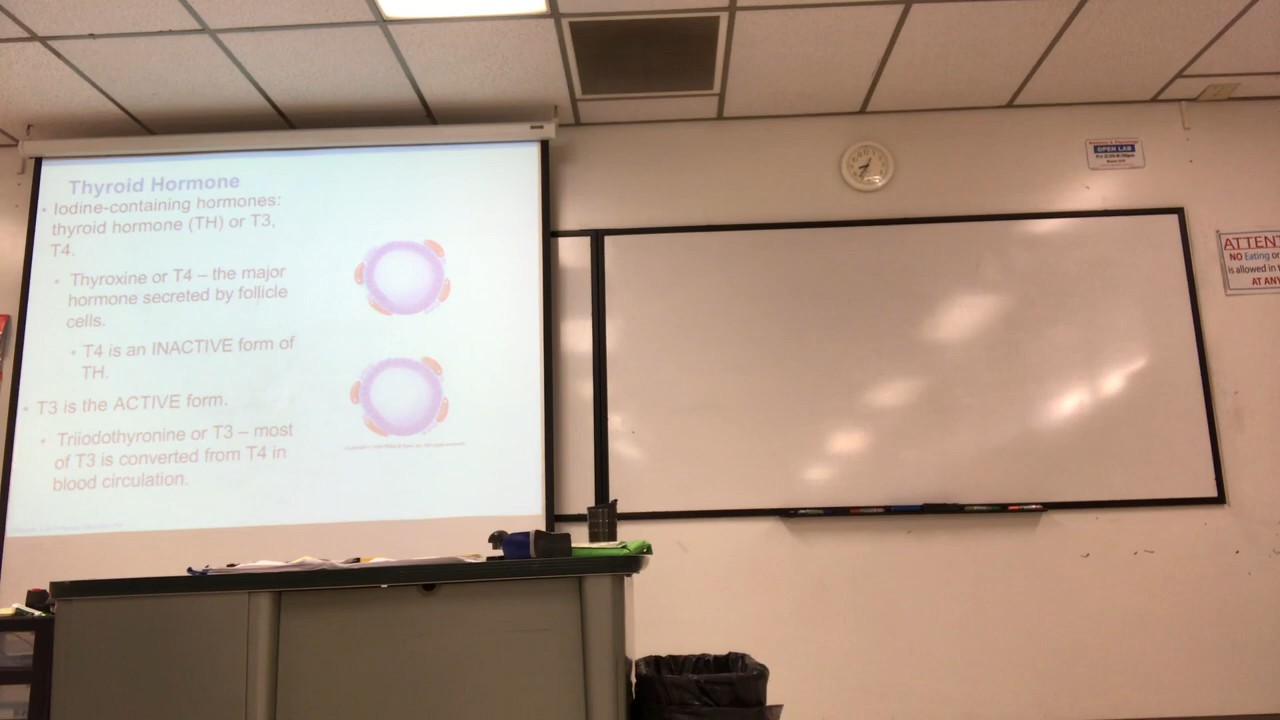 Thyroid Hormone
• Iodine-containing hormones:
thyroid hormone (TH) or T3,
T4.
• Thyroxine or T4 – the major
hormone secreted by follicle
cells.
• T4 is an INACTIVE form of
TH.
• T3 is the ACTIVE form.
• Triiodothyronine or T3 – most
of T3 is converted from T4 in
blood circulation.
OPEN LAB
ATTENT
NO Eating or
is allowed in t
AT ANY